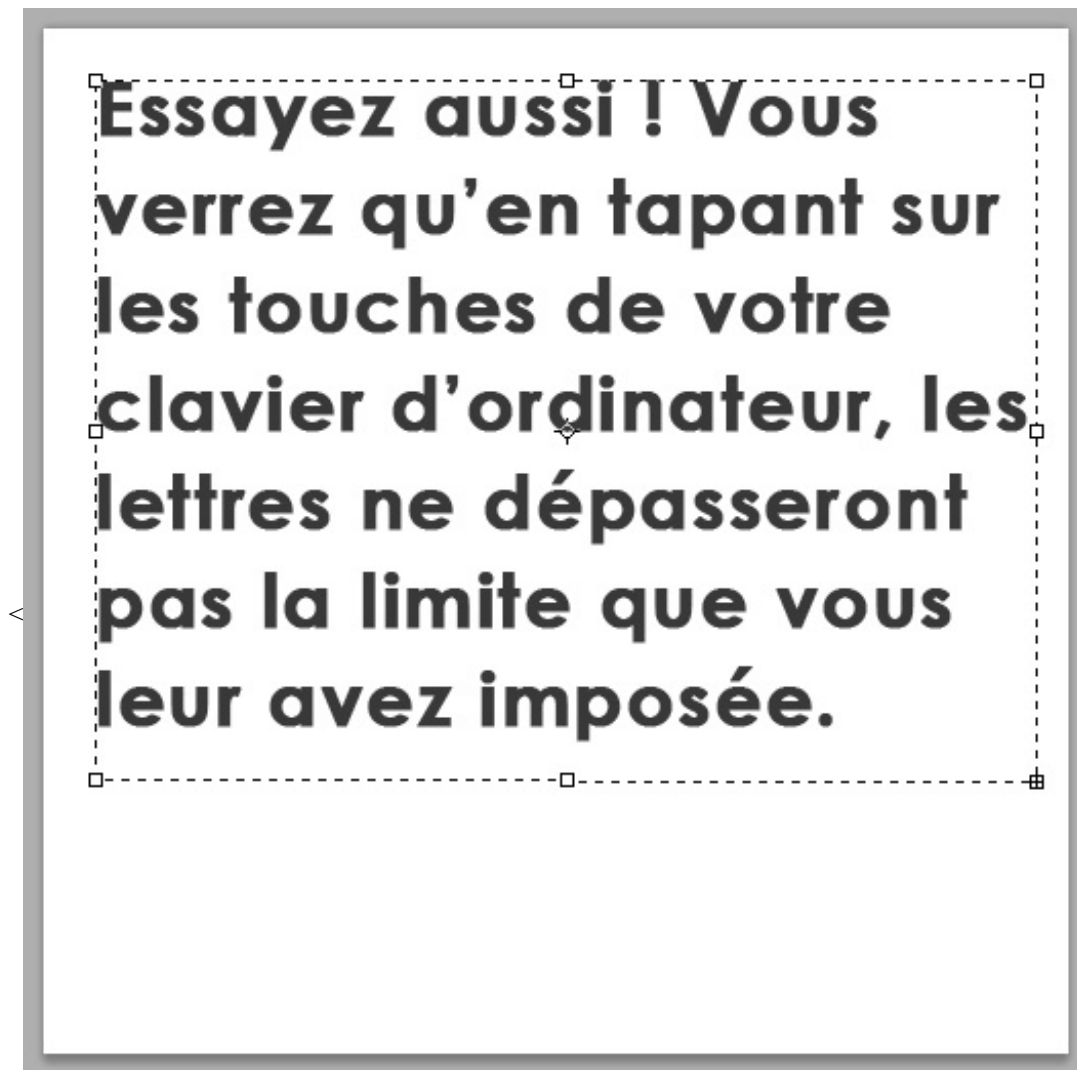 Essayez aussi ! Vous
verrez qu’en tapant sur
les touches de votre
clavier d’ordinateur, les
lettres ne dépasseront
pas la limite que vous
leur avez imposée.
<